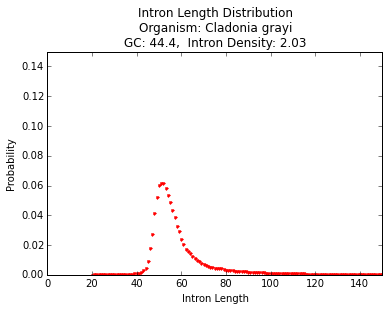 Intron Length Distribution
Organism: Cladonia grayi
GC: 44.4,  Intron Density: 2.03
0.14
0.12
0.10
0.08
0.06
0.04
0.02
0.00
Probability
0 20 40 60 80 100 120 140
Intron Length